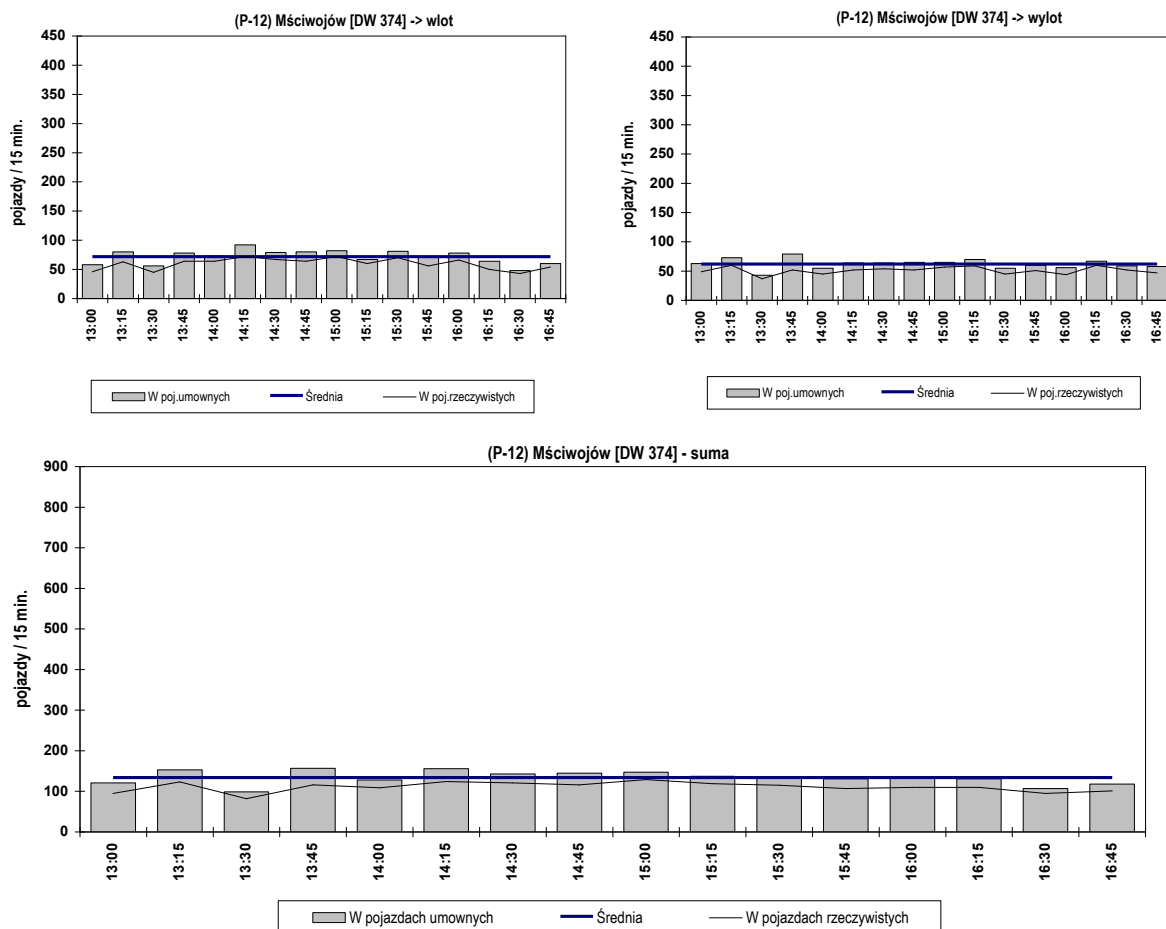 (P-12) Mściwojów [DW 374] -> wlot
450
400
350
300
250
200
150
100
50
0
pojazdy / 15 min.
13:00 13:15 13:30 13:45 14:00 14:15 14:30 14:45 15:00 15:15 15:30 15:45 16:00 16:15 16:30 16:45
W poj.umownych Średnia W poj.rzeczywistych
(P-12) Mściwojów [DW 374] -> wylot
450
400
350
300
250
200
150
100
50
0
pojazdy / 15 min.
13:00 13:15 13:30 13:45 14:00 14:15 14:30 14:45 15:00 15:15 15:30 15:45 16:00 16:15 16:30 16:45
W poj.umownych Średnia W poj.rzeczywistych
(P-12) Mściwojów [DW 374] - suma
900
800
700
600
500
400
300
200
100
0
pojazdy / 15 min.
13:00 13:15 13:30 13:45 14:00 14:15 14:30 14:45 15:00 15:15 15:30 15:45 16:00 16:15 16:30 16:45
W pojazdach umownych Średnia W pojazdach rzeczywistych